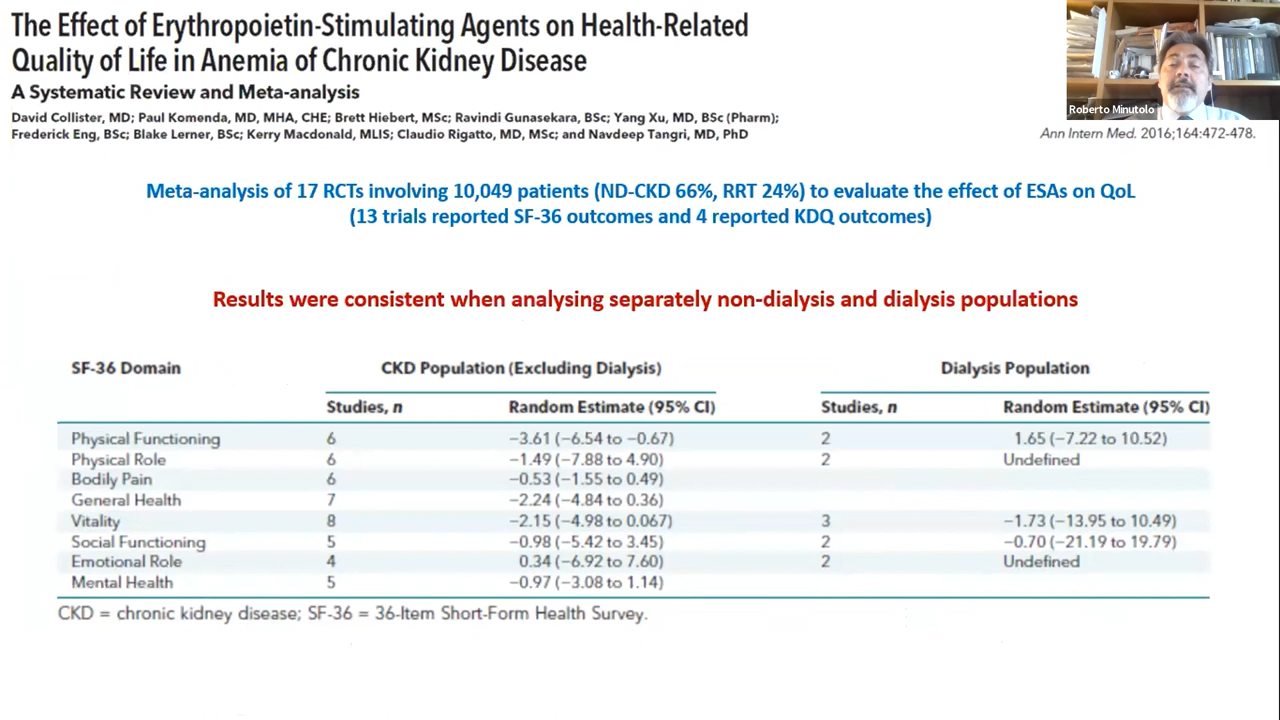 The Effect of Erythropoietin-Stimulating Agents on Health-Related
Quality of Life in Anemia of Chronic Kidney Disease
A Systematic Review and Meta-analysis
David Collister, MD; Paul Komenda, MD, MHA, CHE; Brett Hiebert, MSc; Ravindi Gunasekara, BSc; Yang Xu, MD, BSc (Pharm);
Frederick Eng, BSc; Blake Lerner, BSc; Kerry Macdonald, MLIS; Claudio Rigatto, MD, MSc; and Navdeep Tangri, MD, PhD
Roberto Minutolo
Ann Intern Med. 2016;164:472-478.
Meta-analysis of 17 RCTs involving 10,049 patients (ND-CKD 66%, RRT 24%) to evaluate the effect of ESAs on QoL
(13 trials reported SF-36 outcomes and 4 reported KDQ outcomes)
Results were consistent when analysing separately non-dialysis and dialysis populations
SF-36 Domain CKD Population (Excluding Dialysis) Dialysis Population
Studies, n Random Estimate (95% CI) Studies, n Random Estimate (95% CI)
Physical Functioning 6 −3.61 (−6.54 to −0.67) 2 1.65 (−7.22 to 10.52)
Physical Role 6 −1.49 (−7.88 to 4.90) 2 Undefined
Bodily Pain 6 −0.53 (−1.55 to 0.49)
General Health 7 −2.24 (−4.84 to 0.36)
Vitality 8 −2.15 (−4.98 to 0.067) 3 −1.73 (−13.95 to 10.49)
Social Functioning 5 −0.98 (−5.42 to 3.45) 2 −0.70 (−21.19 to 19.79)
Emotional Role 4 0.34 (−6.92 to 7.60) 2 Undefined
Mental Health 5 −0.97 (−3.08 to 1.14)
CKD = chronic kidney disease; SF-36 = 36-Item Short-Form Health Survey.